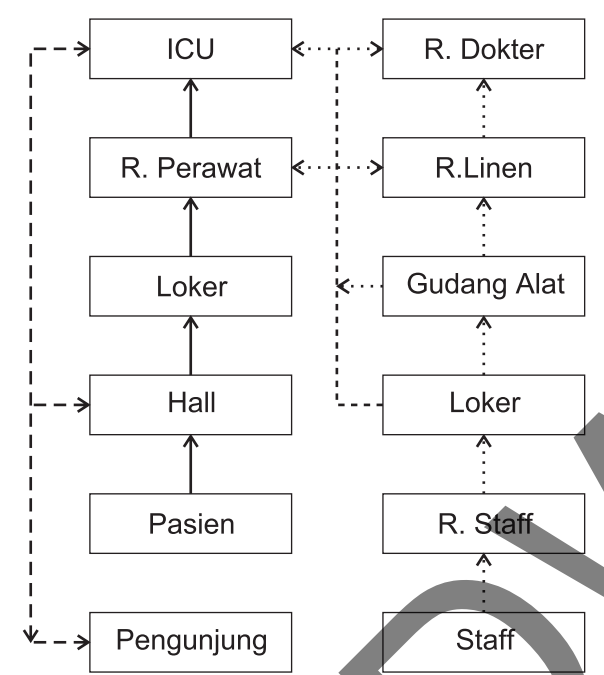 ICU
R. Dokter
R. Perawat
R.Linen
Loker
Gudang Alat
Hall
Loker
Pasien
R. Staff
Pengunjung
Staff